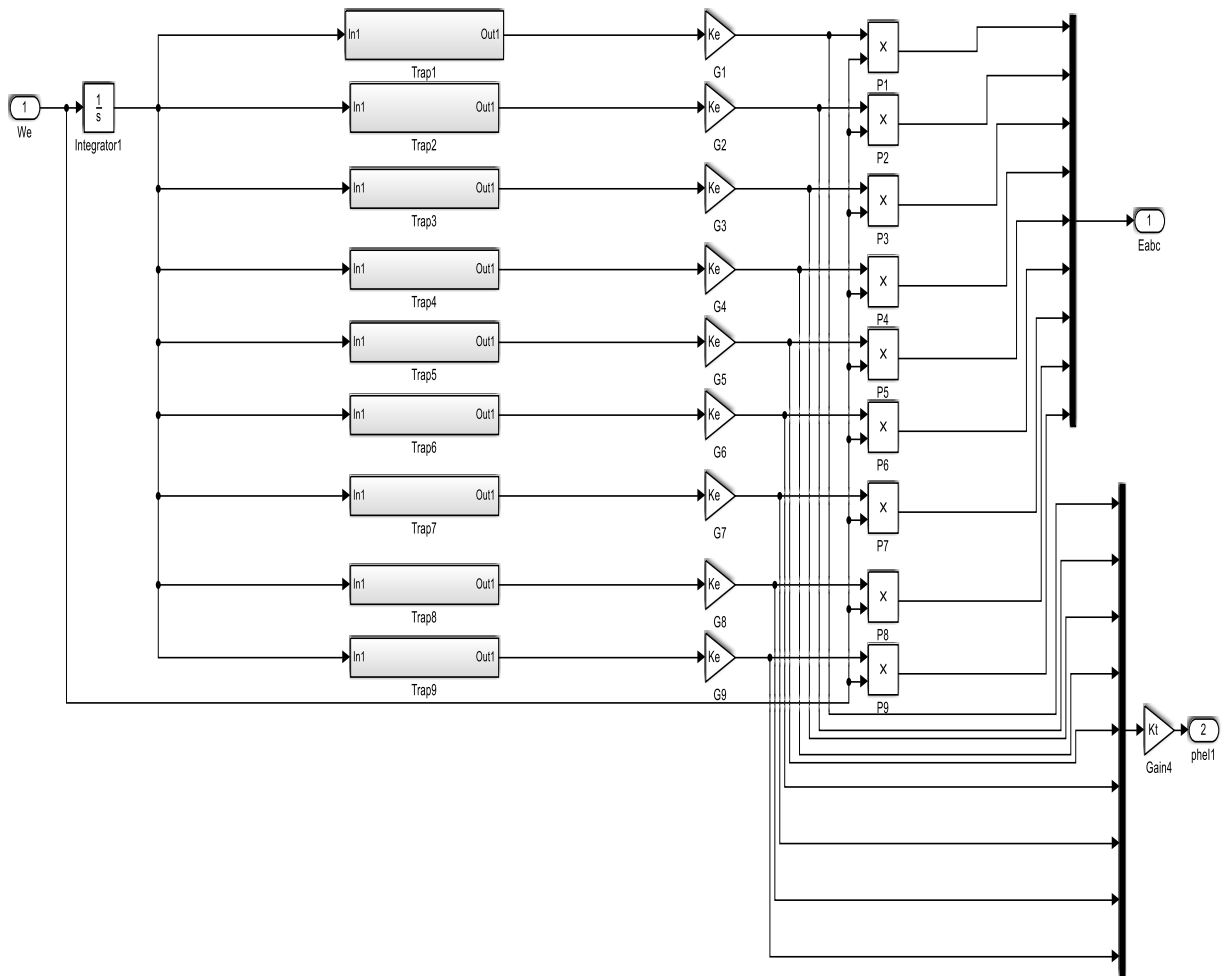 In1 Out1
Trap1
Ke
G1
X
P1
1
We
1
s
Integrator1
In1 Out1
Trap2
Ke
G2
X
P2
In1 Out1
Trap3
Ke
G3
X
P3
1
Eabc
In1 Out1
Trap4
Ke
G4
X
P4
In1 Out1
Trap5
Ke
G5
X
P5
In1 Out1
Trap6
Ke
G6
X
P6
In1 Out1
Trap7
Ke
G7
X
P7
In1 Out1
Trap8
Ke
G8
X
P8
In1 Out1
Trap9
Ke
G9
X
P9
Kt
Gain4
2
pheI1